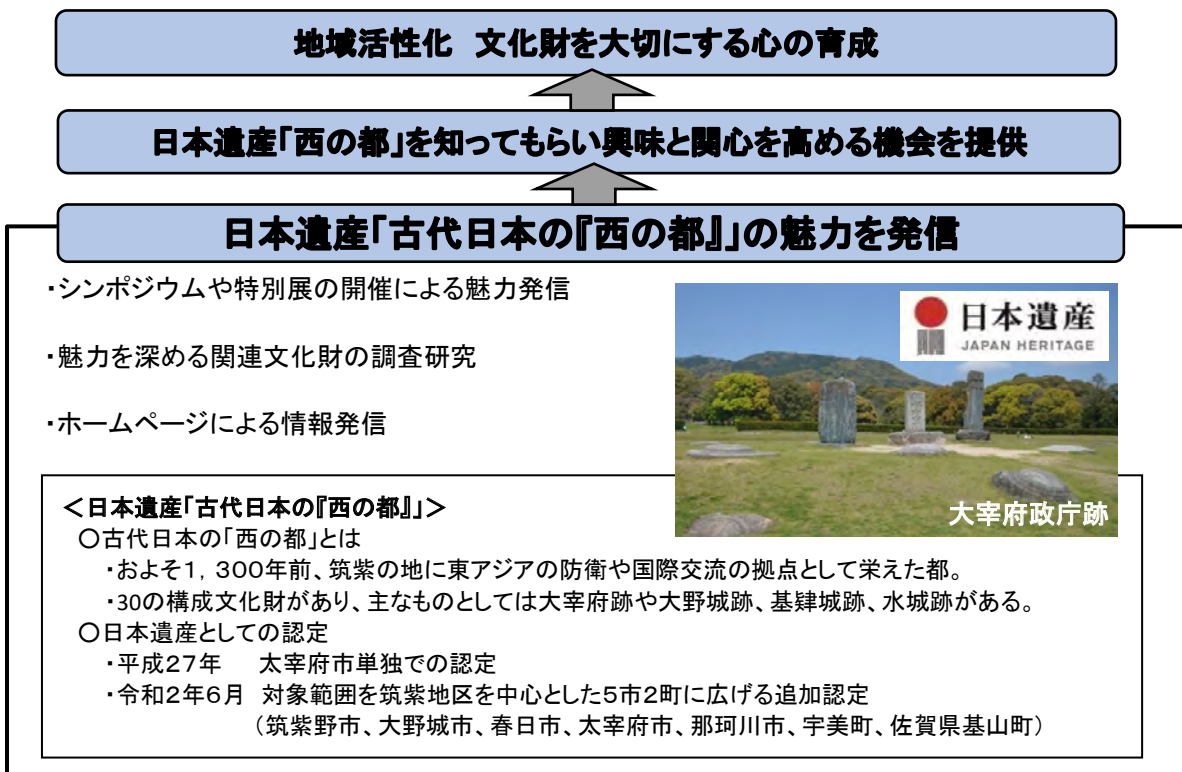 地域活性化 文化財を大切にする心の育成
日本遺産「西の都」を知ってもらい興味と関心を高める機会を提供
日本遺産「古代日本の『西の都』」の魅力を発信
・シンポジウムや特別展の開催による魅力発信
・魅力を深める関連文化財の調査研究
・ホームページによる情報発信
日本遺産
JAPAN HERITAGE
大宰府政庁跡
＜日本遺産「古代日本の『西の都』」＞
○古代日本の「西の都」とは
・およそ１，３００年前、筑紫の地に東アジアの防衛や国際交流の拠点として栄えた都。
・30の構成文化財があり、主なものとしては大宰府跡や大野城跡、基肄城跡、水城跡がある。
○日本遺産としての認定
・平成２７年　　太宰府市単独での認定
・令和２年６月　対象範囲を筑紫地区を中心とした５市２町に広げる追加認定
（筑紫野市、大野城市、春日市、太宰府市、那珂川市、宇美町、佐賀県基山町）